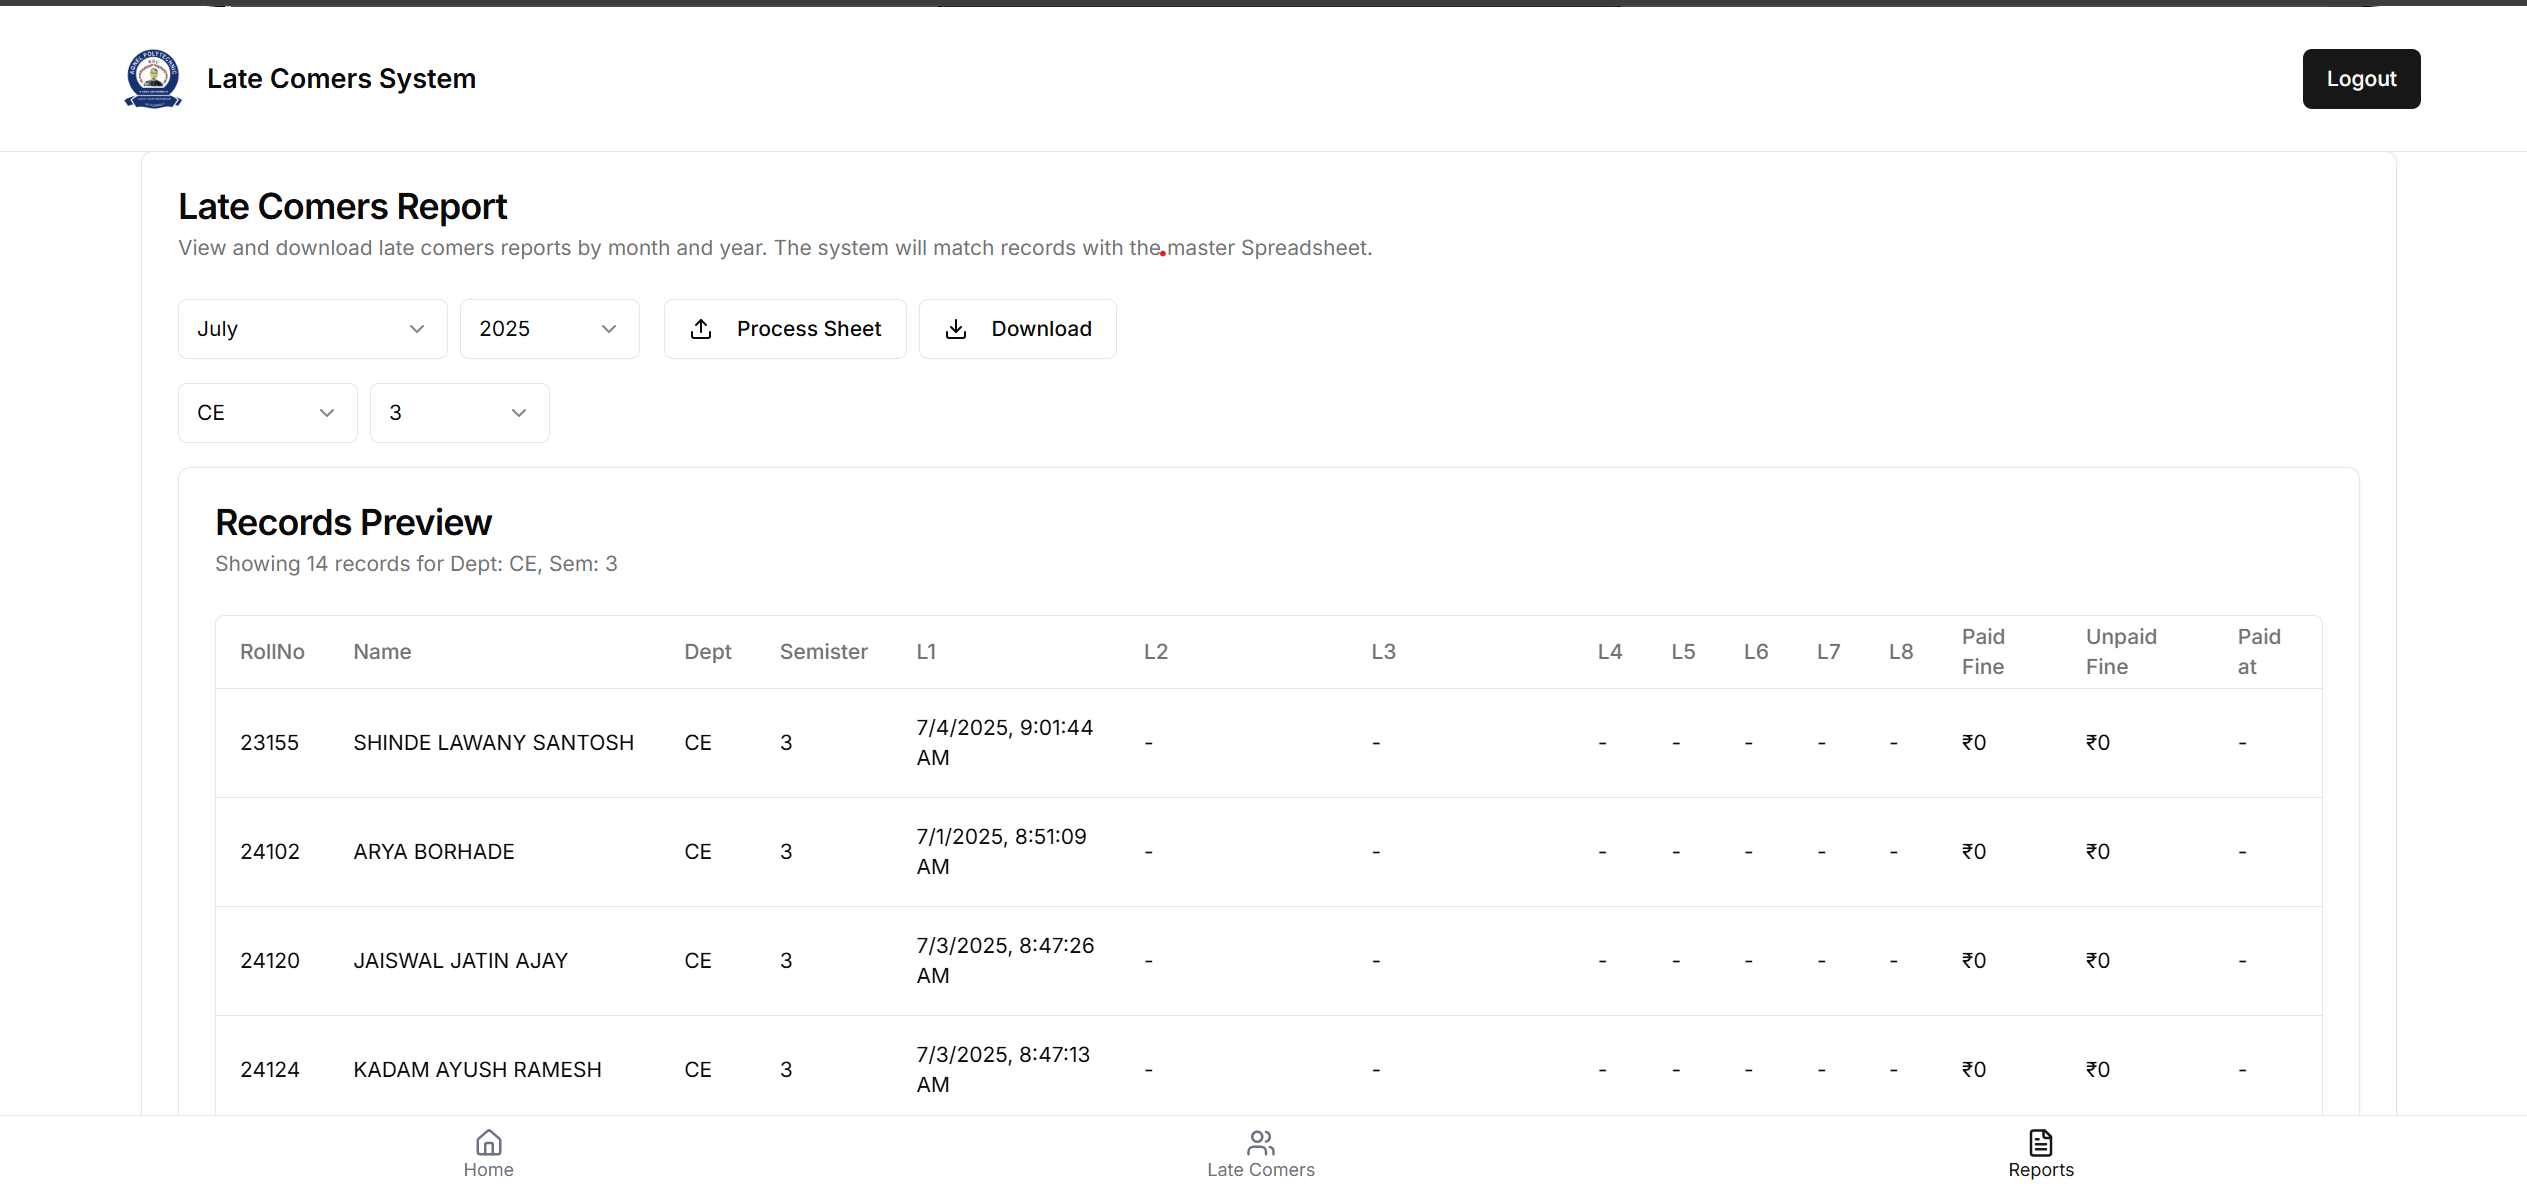 AGNEL POLYTECHNIC
Late Comers System
Logout
Late Comers Report
View and download late comers reports by month and year. The system will match records with the master Spreadsheet.
July
2025
Process Sheet
Download
CE
3
Records Preview
Showing 14 records for Dept: CE, Sem: 3
RollNo Name Dept Semister L1 L2 L3 L4 L5 L6 L7 L8 Paid Fine Unpaid Fine Paid at
23155 SHINDE LAWANY SANTOSH CE 3 7/4/2025, 9:01:44 AM - - - - - - - ₹0 ₹0 -
24102 ARYA BORHADE CE 3 7/1/2025, 8:51:09 AM - - - - - - - ₹0 ₹0 -
24120 JAISWAL JATIN AJAY CE 3 7/3/2025, 8:47:26 AM - - - - - - - ₹0 ₹0 -
24124 KADAM AYUSH RAMESH CE 3 7/3/2025, 8:47:13 AM - - - - - - - ₹0 ₹0 -
Home
Late Comers
Reports